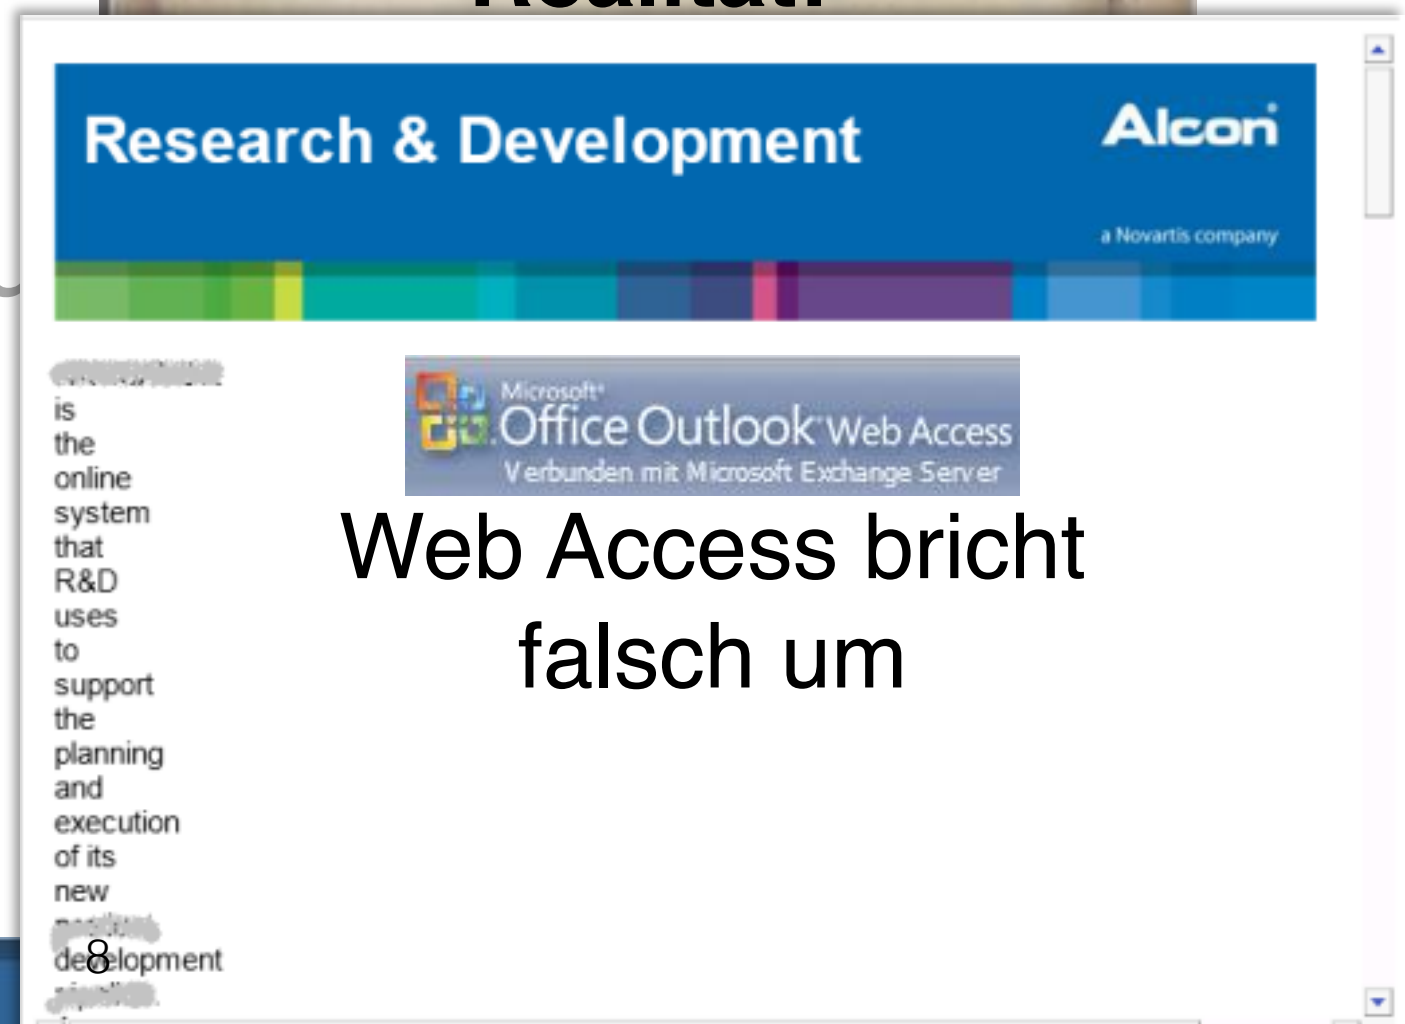 Research & Development
Alcon
a Novartis company
Microsoft®
Office Outlook™ Web Access
Verbunden mit Microsoft Exchange Server
Web Access bricht
falsch um
is
the
online
system
that
R&D
uses
to
support
the
planning
and
execution
of its
new
development
8